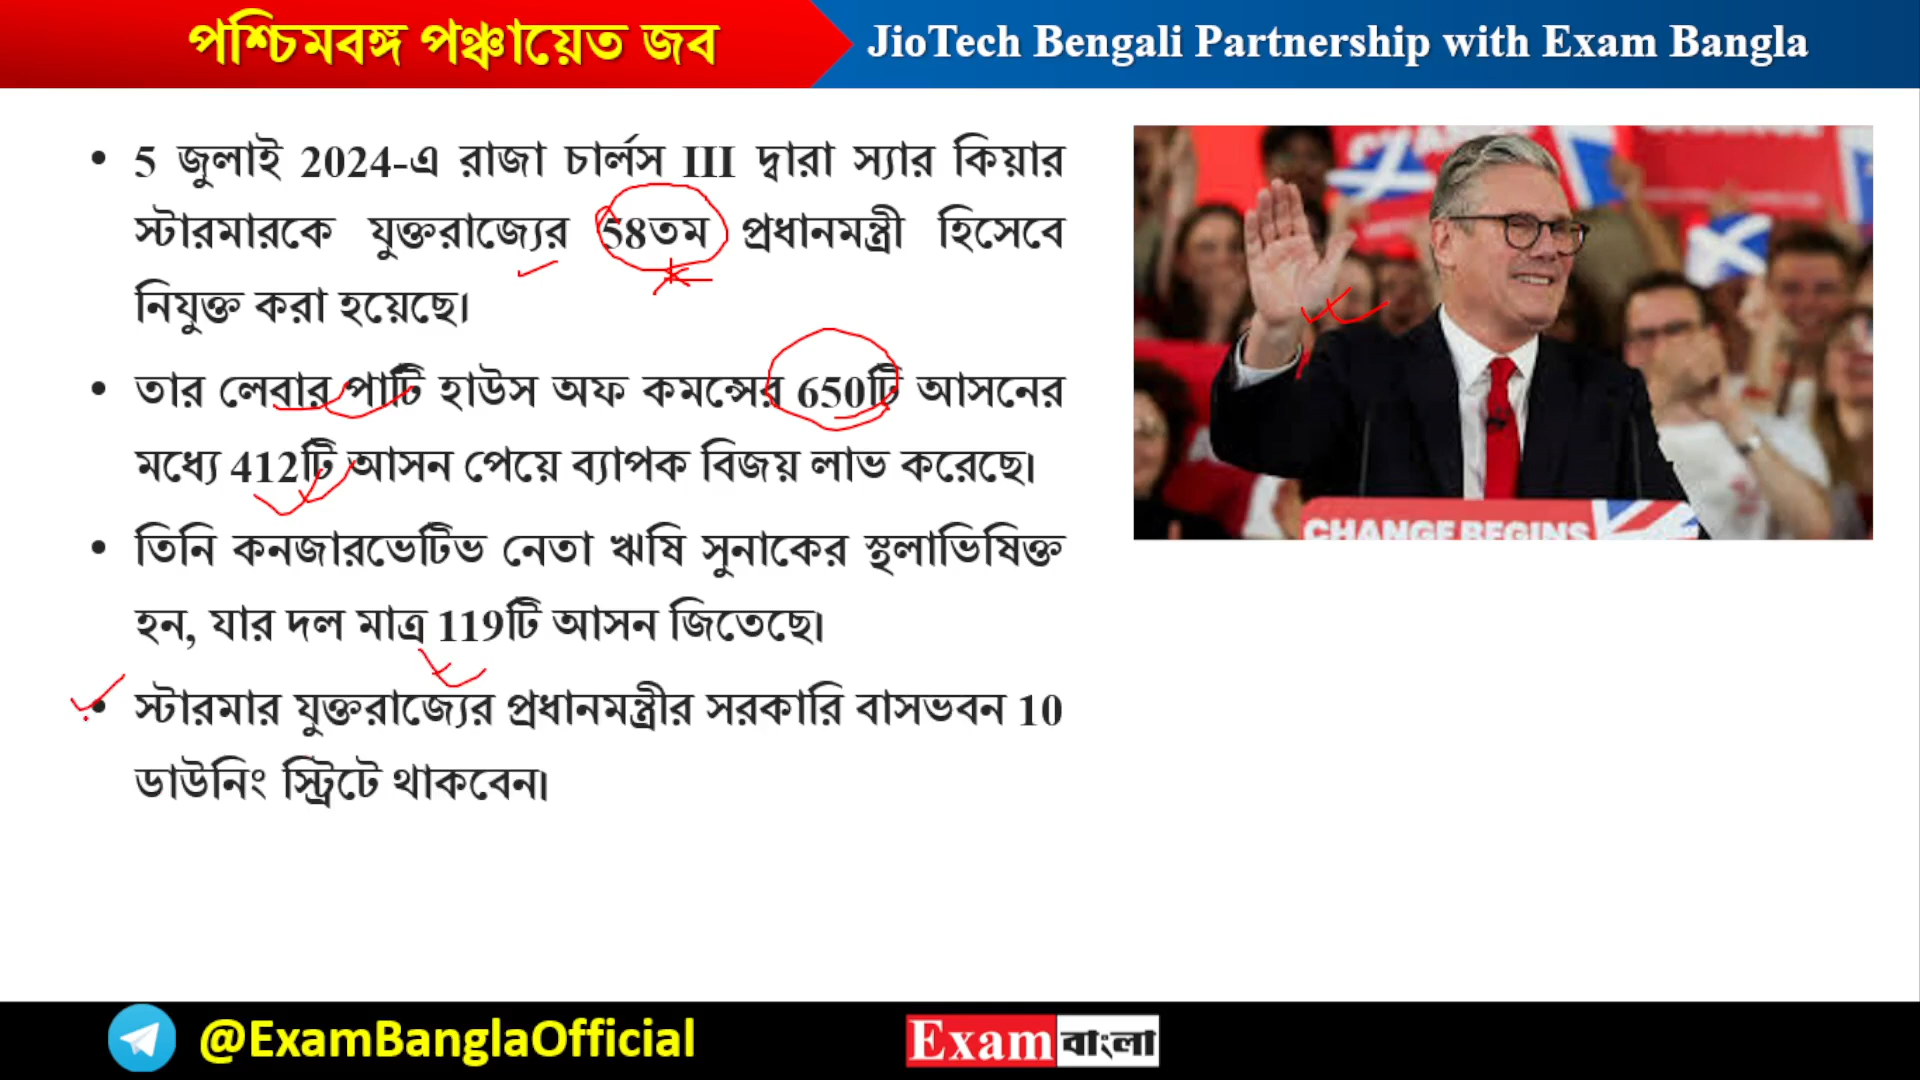 পশ্চিমবঙ্গ পঞ্চায়েত জব
JioTech Bengali Partnership with Exam Bangla
• 5 জুলাই 2024-এ রাজা চার্লস III দ্বারা স্যার কিয়ার
স্টারমারকে যুক্তরাজ্যের 58তম প্রধানমন্ত্রী হিসেবে
নিযুক্ত করা হয়েছে।
• তার লেবার পার্টি হাউস অফ কমন্সের 650টি আসনের
মধ্যে 412টি আসন পেয়ে ব্যাপক বিজয় লাভ করেছে।
• তিনি কনজারভেটিভ নেতা ঋষি সুনাকের স্থলাভিষিক্ত
হন, যার দল মাত্র 119টি আসন জিতেছে।
• স্টারমার যুক্তরাজ্যের প্রধানমন্ত্রীর সরকারি বাসভবন 10
ডাউনিং স্ট্রিটে থাকবেন।
CHANGE
CHANGE
CHANGE BEGINS
@ExamBanglaOfficial
Exam বাংলা